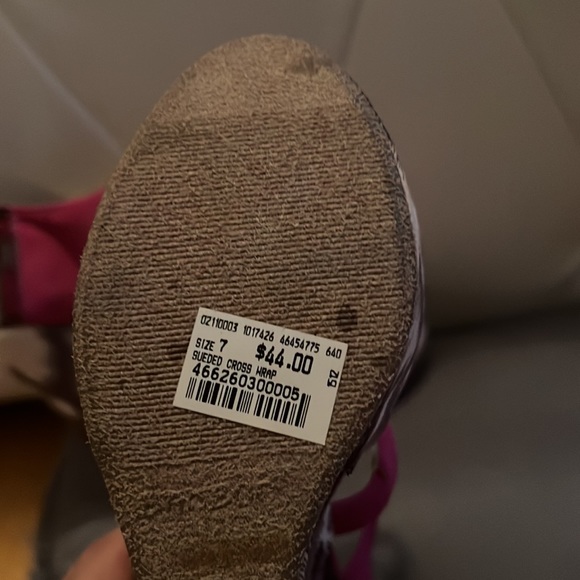 02110003 1017426 46454775 640
SIZE 7 $44.00
SUEDED CROSS WRAP
466260300005